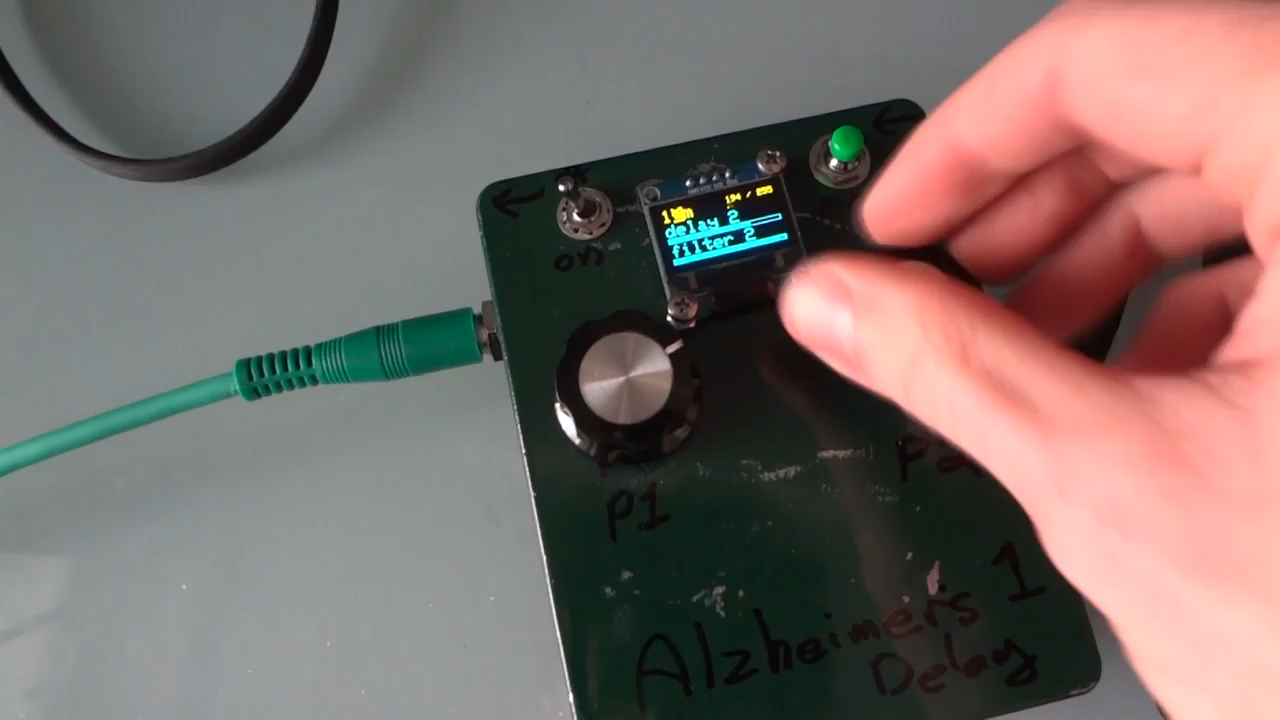 on
194 / 255
delay 2
filter 2
P1
Alzheimer's 1
Delay